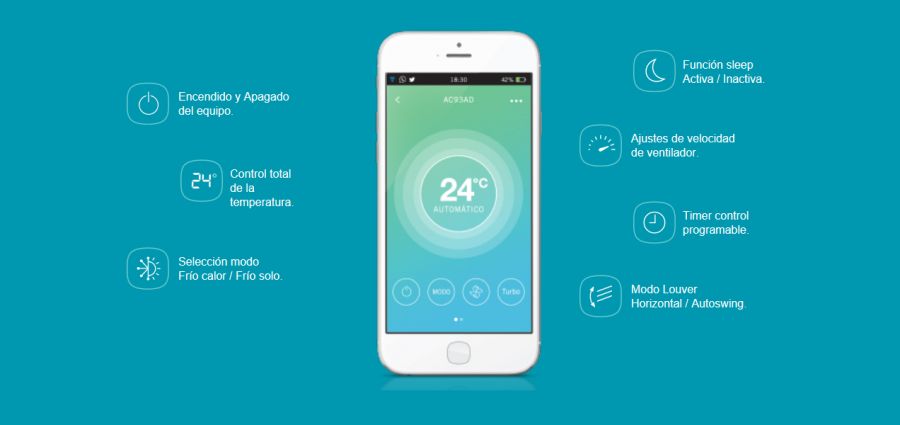 Encendido y Apagado
del equipo.
24°
Control total
de la
temperatura.
Selección modo
Frío calor / Frío solo.
18:30
42%
AC93AD
24°C
AUTOMÁTICO
MODO
Turbo
Función sleep
Activa / Inactiva.
Ajustes de velocidad
de ventilador.
Timer control
programable.
Modo Louver
Horizontal / Autoswing.